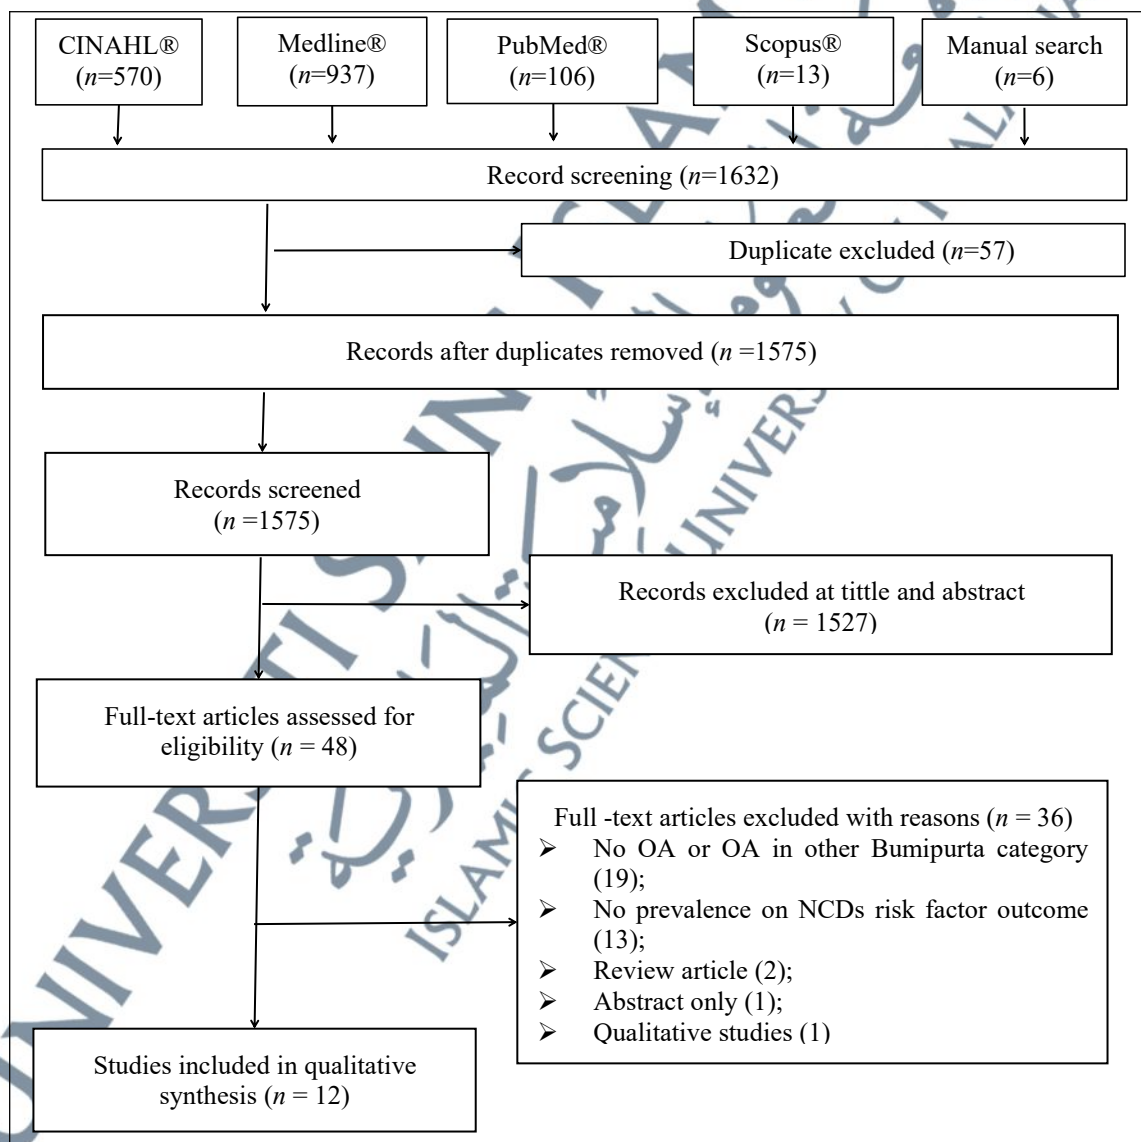 CINAHL®
(n=570)
Medline®
(n=937)
PubMed®
(n=106)
Scopus®
(n=13)
Manual search
(n=6)
Record screening (n=1632)
Duplicate excluded (n=57)
Records after duplicates removed (n =1575)
Records screened
(n =1575)
Records excluded at tittle and abstract
(n = 1527)
Full-text articles assessed for
eligibility (n = 48)
Full -text articles excluded with reasons (n = 36)
➢ No OA or OA in other Bumipurta category
(19);
➢ No prevalence on NCDs risk factor outcome
(13);
➢ Review article (2);
➢ Abstract only (1);
➢ Qualitative studies (1)
Studies included in qualitative
synthesis (n = 12)
UNIVERSITI